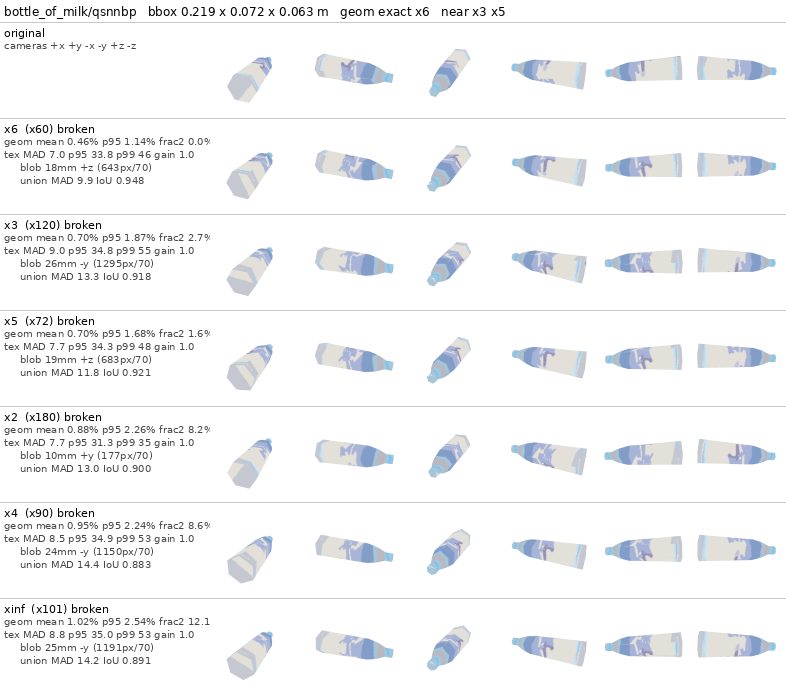 bottle_of_milk/qsnnbp   bbox 0.219 x 0.072 x 0.063 m   geom exact x6   near x3 x5
original
cameras +x +y -x -y +z -z
x6  (x60) broken
geom mean 0.46% p95 1.14% frac2 0.0%
tex MAD 7.0 p95 33.8 p99 46 gain 1.0
blob 18mm +z (643px/70)
union MAD 9.9 IoU 0.948
x3  (x120) broken
geom mean 0.70% p95 1.87% frac2 2.7%
tex MAD 9.0 p95 34.8 p99 55 gain 1.0
blob 26mm -y (1295px/70)
union MAD 13.3 IoU 0.918
x5  (x72) broken
geom mean 0.70% p95 1.68% frac2 1.6%
tex MAD 7.7 p95 34.3 p99 48 gain 1.0
blob 19mm +z (683px/70)
union MAD 11.8 IoU 0.921
x2  (x180) broken
geom mean 0.88% p95 2.26% frac2 8.2%
tex MAD 7.7 p95 31.3 p99 35 gain 1.0
blob 10mm +y (177px/70)
union MAD 13.0 IoU 0.900
x4  (x90) broken
geom mean 0.95% p95 2.24% frac2 8.6%
tex MAD 8.5 p95 34.9 p99 53 gain 1.0
blob 24mm -y (1150px/70)
union MAD 14.4 IoU 0.883
xinf  (x101) broken
geom mean 1.02% p95 2.54% frac2 12.1
tex MAD 8.8 p95 35.0 p99 53 gain 1.0
blob 25mm -y (1191px/70)
union MAD 14.2 IoU 0.891